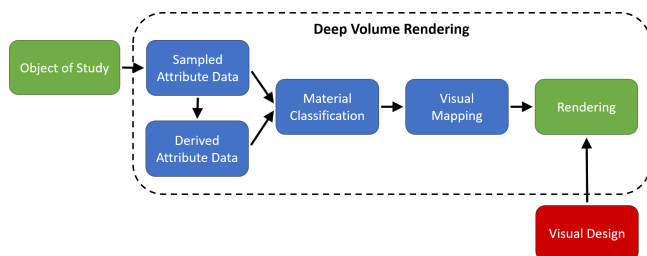 Deep Volume Rendering
Object of Study
Sampled
Attribute Data
Derived
Attribute Data
Material
Classification
Visual
Mapping
Rendering
Visual Design